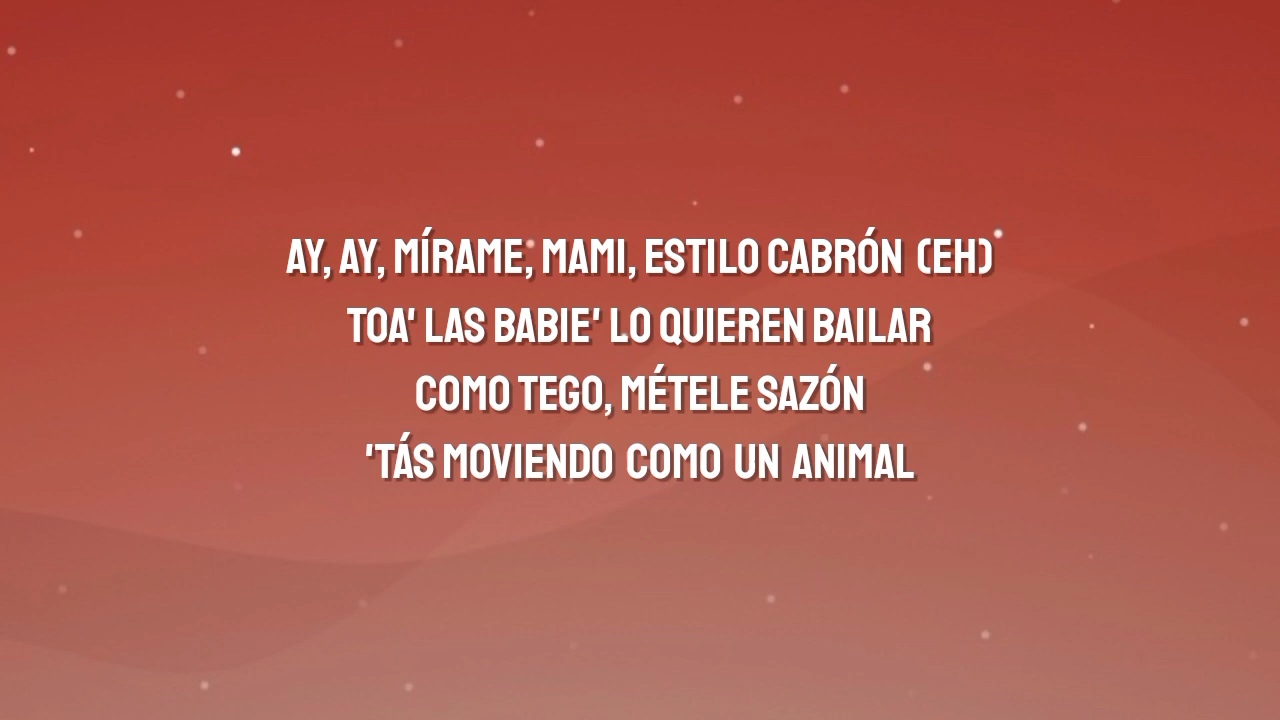 AY, AY, MÍRAME, MAMI, ESTILO CABRÓN (EH)
TOA' LAS BABIE' LO QUIEREN BAILAR
COMO TEGO, MÉTELE SAZÓN
'TÁS MOVIENDO COMO UN ANIMAL